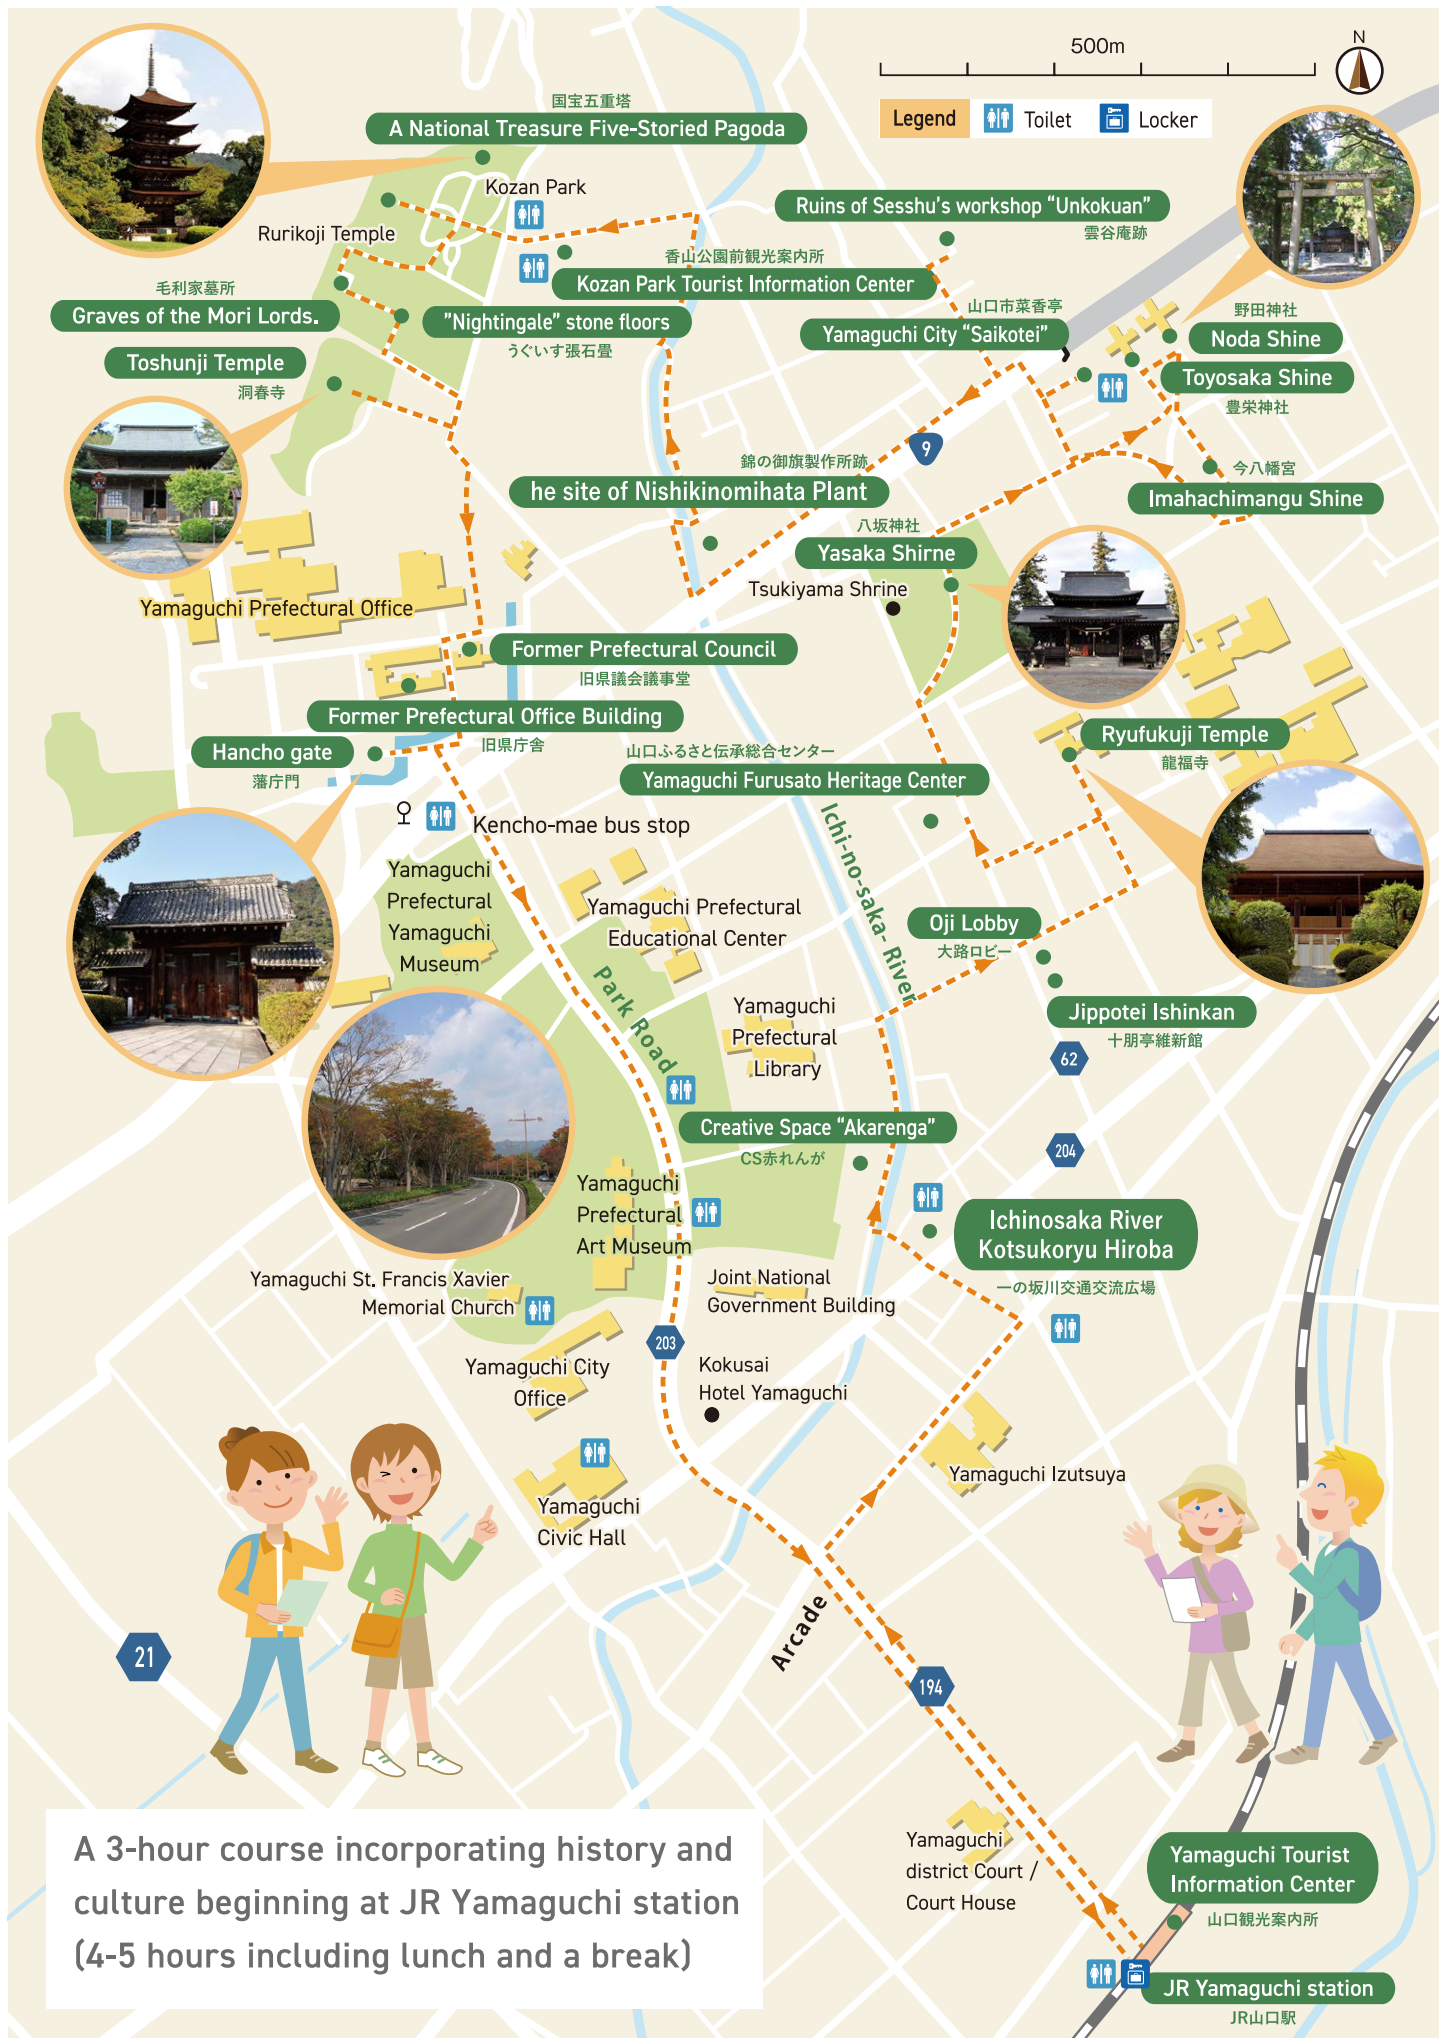 500m
N
Legend
Toilet
Locker
国宝五重塔
A National Treasure Five-Storied Pagoda
Kozan Park
Rurikoji Temple
Ruins of Sesshu's workshop “Unkokuan”
雲谷庵跡
香山公園前観光案内所
Kozan Park Tourist Information Center
毛利家墓所
Graves of the Mori Lords.
"Nightingale" stone floors
うぐいす張石畳
山口市菜香亭
Yamaguchi City “Saikotei”
野田神社
Noda Shine
Toyosaka Shine
豊栄神社
Toshunji Temple
洞春寺
9
錦の御旗製作所跡
he site of Nishikinomihata Plant
今八幡宮
Imahachimangu Shine
八坂神社
Yasaka Shirne
Tsukiyama Shrine
Yamaguchi Prefectural Office
Former Prefectural Council
旧県議会議事堂
Former Prefectural Office Building
旧県庁舎
Hancho gate
藩庁門
Ryufukuji Temple
龍福寺
山口ふるさと伝承総合センター
Yamaguchi Furusato Heritage Center
Kencho-mae bus stop
Ichi-no-saka- River
Yamaguchi
Prefectural
Yamaguchi
Museum
Yamaguchi Prefectural
Educational Center
Oji Lobby
大路ロビー
Park Road
Yamaguchi
Prefectural
Library
Jippotei Ishinkan
十朋亭維新館
62
Creative Space “Akarenga”
CS赤れんが
204
Yamaguchi
Prefectural
Art Museum
Ichinosaka River
Kotsukoryu Hiroba
一の坂川交通交流広場
Yamaguchi St. Francis Xavier
Memorial Church
Joint National
Government Building
203
Yamaguchi City
Office
Kokusai
Hotel Yamaguchi
Yamaguchi Izutsuya
Yamaguchi
Civic Hall
Arcade
21
194
Yamaguchi
district Court /
Court House
A 3-hour course incorporating history and
culture beginning at JR Yamaguchi station
(4-5 hours including lunch and a break)
Yamaguchi Tourist
Information Center
山口観光案内所
JR Yamaguchi station
JR山口駅